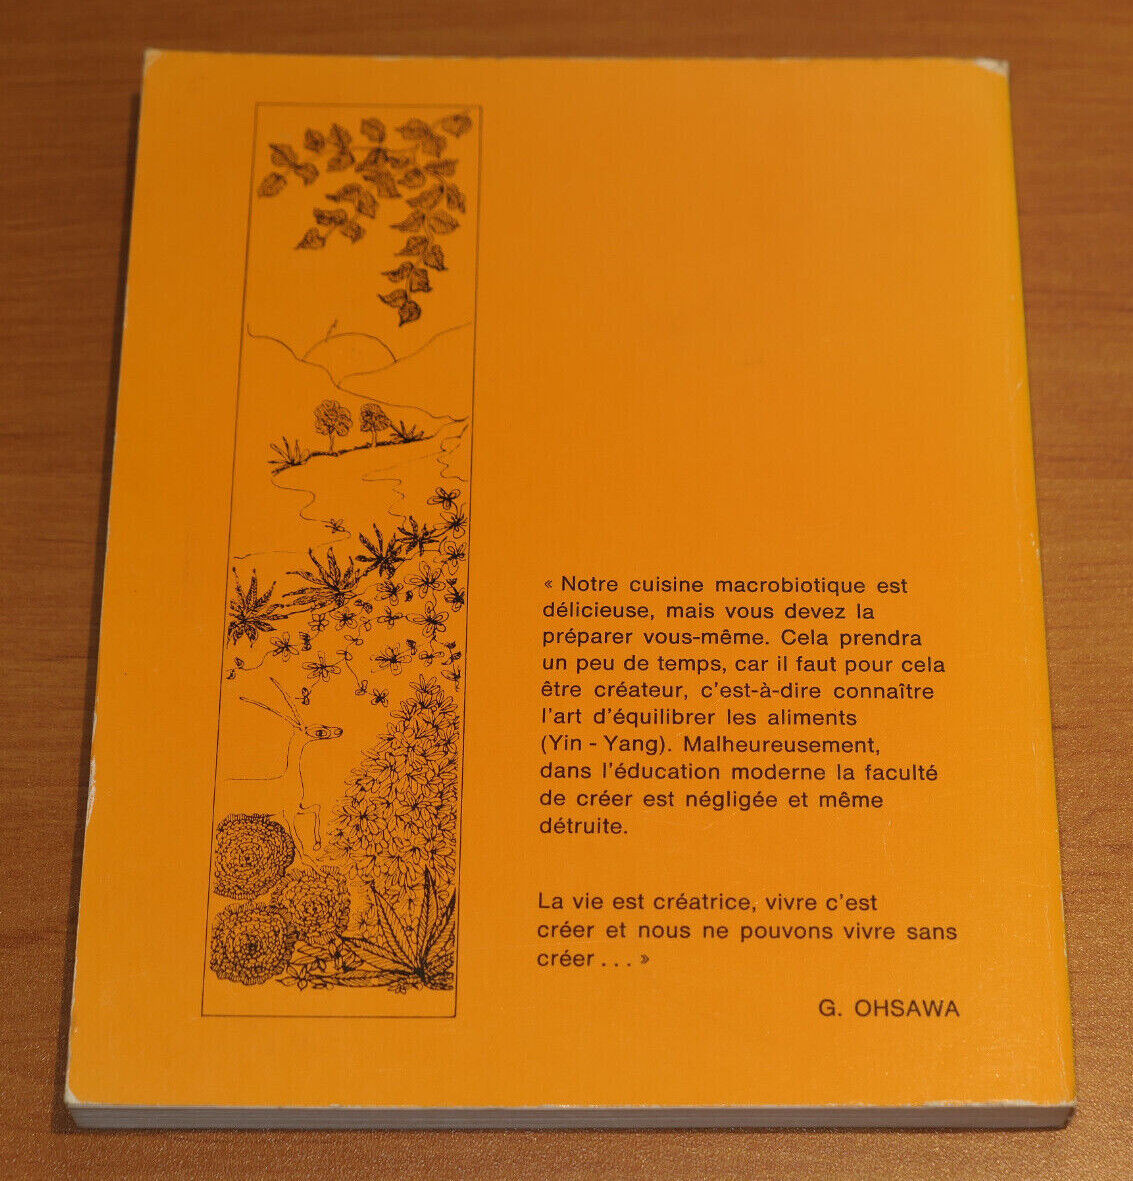 « Notre cuisine macrobiotique est
délicieuse, mais vous devez la
préparer vous-même. Cela prendra
un peu de temps, car il faut pour cela
être créateur, c'est-à-dire connaître
l'art d'équilibrer les aliments
(Yin - Yang). Malheureusement,
dans l'éducation moderne la faculté
de créer est négligée et même
détruite.
La vie est créatrice, vivre c'est
créer et nous ne pouvons vivre sans
créer . . . »
G. OHSAWA